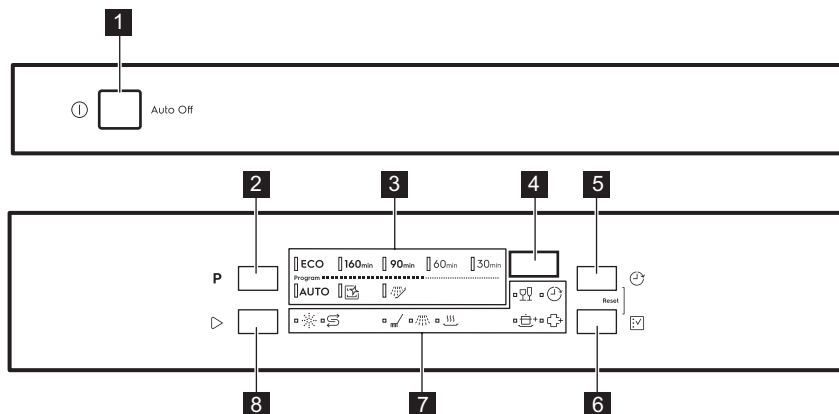 1
Auto Off
2 3 4 5
ECO 160min 90min 60min 30min
P
Program
AUTO
Reset
8 7 6